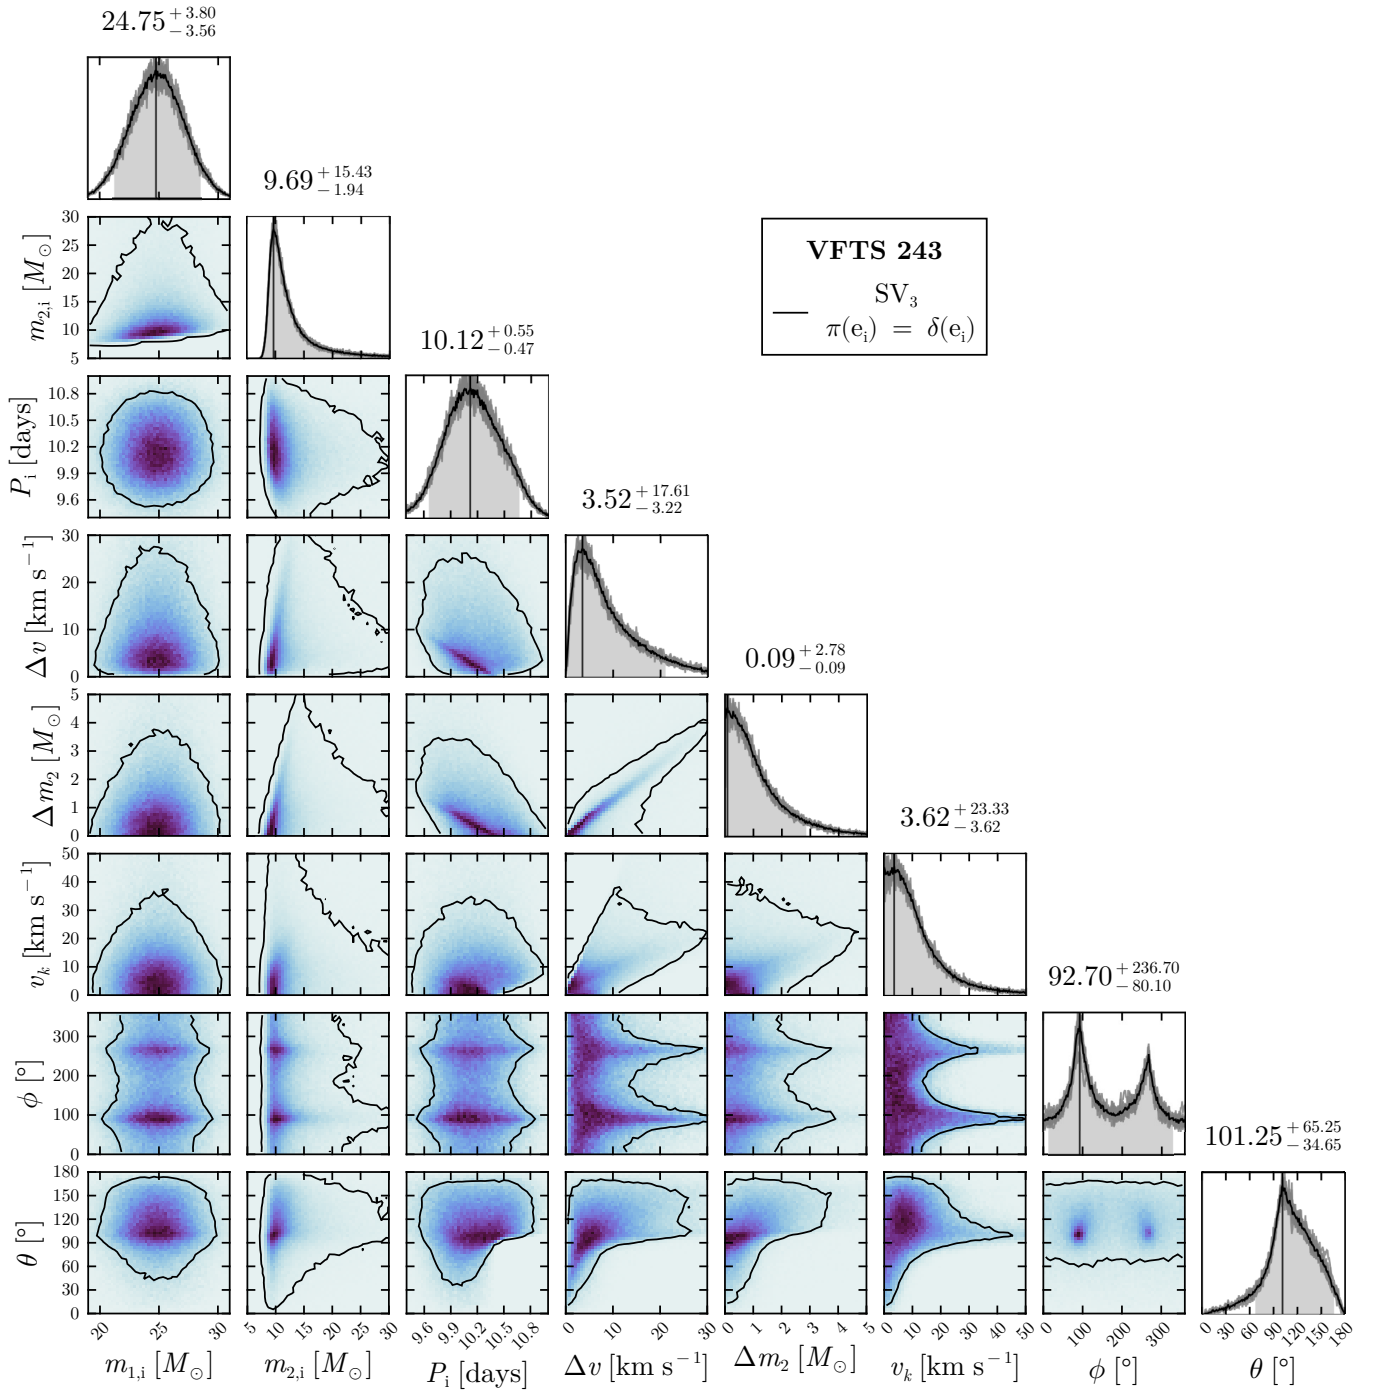 24.75 +3.80 −3.56
9.69 +15.43 −1.94
10.12 +0.55 −0.47
3.52 +17.61 −3.22
0.09 +2.78 −0.09
3.62 +23.33 −3.62
92.70 +236.70 −80.10
101.25 +65.25 −34.65
VFTS 243
SV₃
π(eᵢ) = δ(eᵢ)
m₂,ᵢ [M⊙]
30
25
20
15
10
5
Pᵢ [days]
10.8
10.5
10.2
9.9
9.6
Δv [km s⁻¹]
30
20
10
0
Δm₂ [M⊙]
5
4
3
2
1
0
vₖ [km s⁻¹]
50
40
30
20
10
0
ϕ [°]
300
200
100
0
θ [°]
180
150
120
90
60
30
0
20 25 30
5 10 15 20 25 30
9.6 9.9 10.2 10.5 10.8
0 10 20 30
0 1 2 3 4 5
0 10 20 30 40 50
0 100 200 300
0 30 60 90 120 150 180
m₁,ᵢ [M⊙]
m₂,ᵢ [M⊙]
Pᵢ [days]
Δv [km s⁻¹]
Δm₂ [M⊙]
vₖ [km s⁻¹]
ϕ [°]
θ [°]